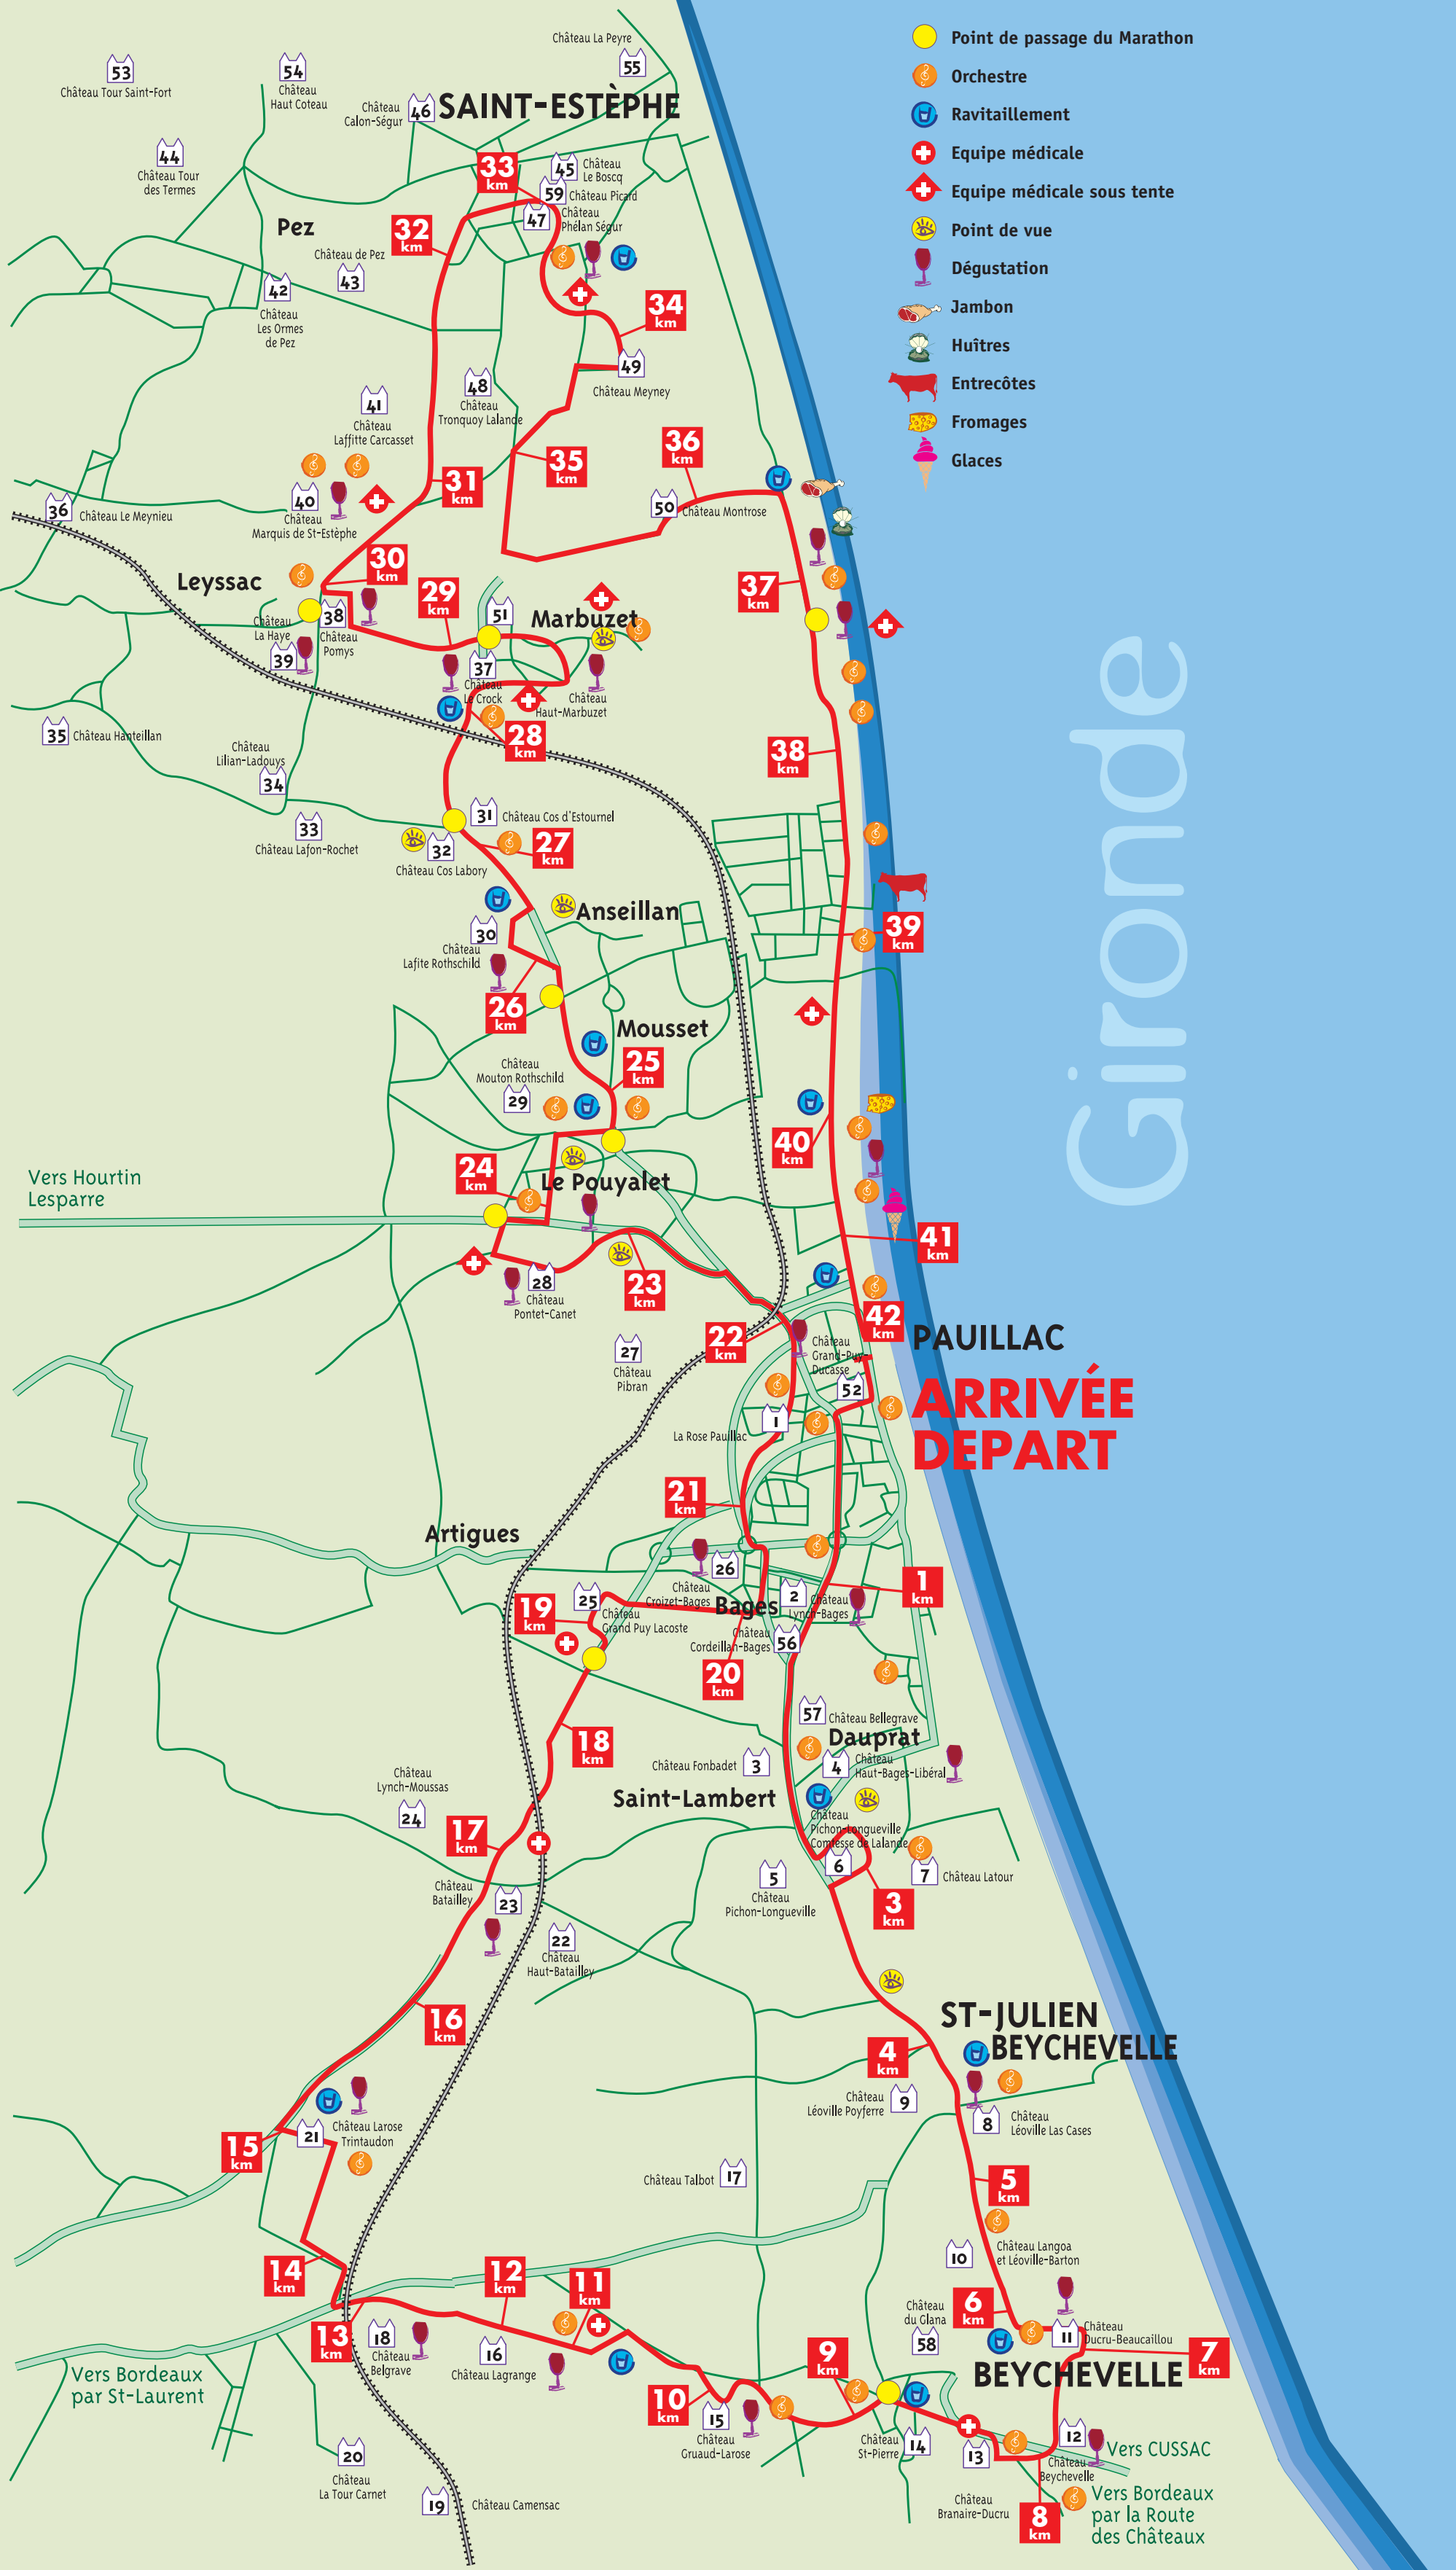 Point de passage du Marathon
Orchestre
Ravitaillement
Equipe médicale
Equipe médicale sous tente
Point de vue
Dégustation
Jambon
Huîtres
Entrecôtes
Fromages
Glaces
Château La Peyre
55
53
Château Tour Saint-Fort
54
Château
Haut Coteau
Château
Calon-Ségur
46
SAINT-ESTÈPHE
44
Château Tour
des Termes
33
km
45
Château
Le Boscq
59
Château Picard
47
Château
Phélan Ségur
Pez
32
km
Château de Pez
43
42
Château
Les Ormes
de Pez
34
km
49
Château Meyney
48
Château
Tronquoy Lalande
41
Château
Laffitte Carcasset
35
km
36
km
31
km
40
Château
Marquis de St-Estèphe
36
Château Le Meynieu
50
Château Montrose
30
km
Leyssac
29
km
37
km
38
Château
Pomys
Château
La Haye
39
51
Marbuzet
37
Château
Le Crock
Château
Haut-Marbuzet
28
km
35
Château Hanteillan
Château
Lilian-Ladouys
34
38
km
31
Château Cos d'Estournel
33
Château Lafon-Rochet
32
Château Cos Labory
27
km
Anseillan
30
Château
Lafite Rothschild
39
km
26
km
Mousset
Château
Mouton Rothschild
29
25
km
40
km
Gironde
Vers Hourtin
Lesparre
24
km
Le Pouyalet
41
km
28
Château
Pontet-Canet
23
km
42
km
22
km
PAUILLAC
Château
Grand-Puy-
Ducasse
52
27
Château
Pibran
ARRIVÉE
DEPART
1
La Rose Pauillac
21
km
Artigues
26
Château
Croizet-Bages
Bages
2
Château
Lynch-Bages
1
km
25
Château
Grand Puy Lacoste
19
km
Château
Cordeillan-Bages
56
20
km
57
Château Bellegrave
Dauprat
18
km
Château Fonbadet
3
4
Château
Haut-Bages-Libéral
Saint-Lambert
Château
Lynch-Moussas
24
17
km
Château
Pichon-Longueville
Comtesse de Lalande
6
5
Château
Pichon-Longueville
7
Château Latour
3
km
Château
Batailley
23
22
Château
Haut-Batailley
16
km
ST-JULIEN
BEYCHEVELLE
4
km
Château
Léoville Poyferre
9
8
Château
Léoville Las Cases
15
km
21
Château Larose
Trintaudon
Château Talbot
17
5
km
10
Château Langoa
et Léoville-Barton
14
km
12
km
11
km
6
km
Château
du Glana
58
11
Château
Ducru-Beaucaillou
13
km
18
Château
Belgrave
16
Château Lagrange
9
km
7
km
BEYCHEVELLE
Vers Bordeaux
par St-Laurent
10
km
15
Château
Gruaud-Larose
Château
St-Pierre
14
13
12
Château
Beychevelle
Vers CUSSAC
20
Château
La Tour Carnet
19
Château Camensac
Château
Branaire-Ducru
8
km
Vers Bordeaux
par la Route
des Châteaux